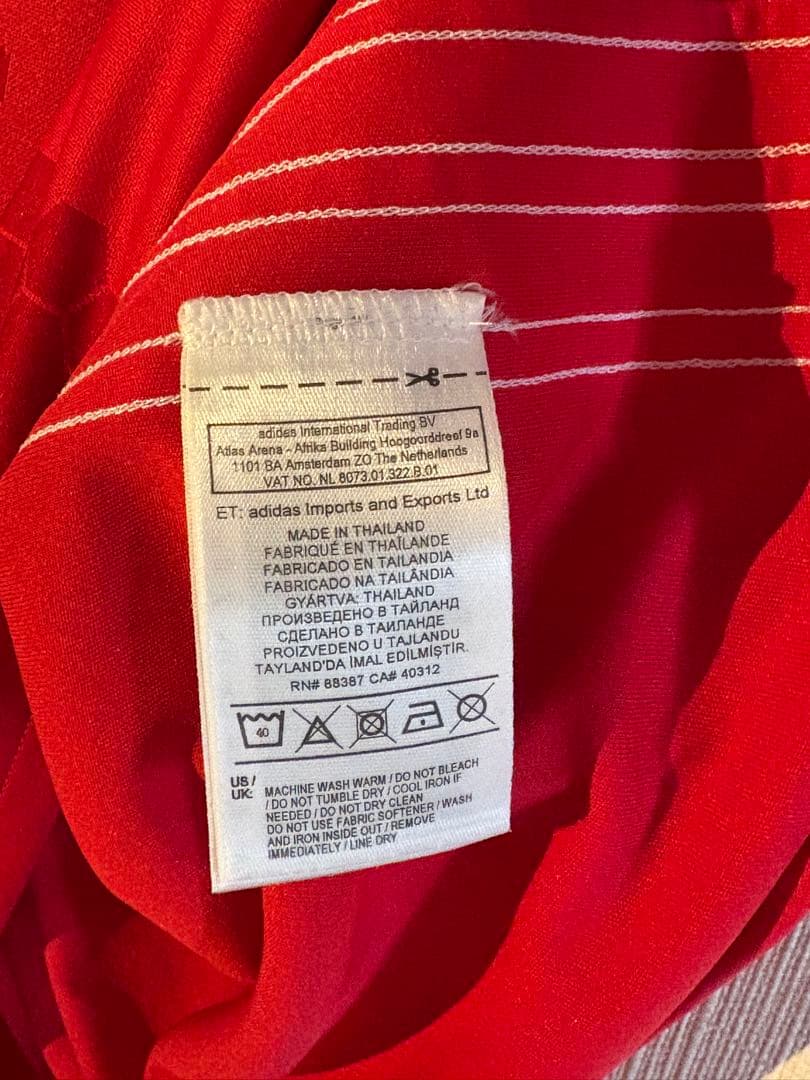 adidas International Trading BV
Atlas Arena - Afrika Building Hoogoorddreef 9a
1101 BA Amsterdam ZO The Netherlands
VAT NO. NL 8073.01.322.B.01
ET: adidas Imports and Exports Ltd
MADE IN THAILAND
FABRIQUÉ EN THAÏLANDE
FABRICADO EN TAILANDIA
FABRICADO NA TAILÂNDIA
GYÁRTVA: THAILAND
ПРОИЗВЕДЕНО В ТАЙЛАНД
СДЕЛАНО В ТАИЛАНДЕ
PROIZVEDENO U TAJLANDU
TAYLAND'DA İMAL EDİLMİŞTİR.
RN# 88387 CA# 40312
40
US / UK: MACHINE WASH WARM / DO NOT BLEACH
/ DO NOT TUMBLE DRY / COOL IRON IF
NEEDED / DO NOT DRY CLEAN
DO NOT USE FABRIC SOFTENER / WASH
AND IRON INSIDE OUT / REMOVE
IMMEDIATELY / LINE DRY